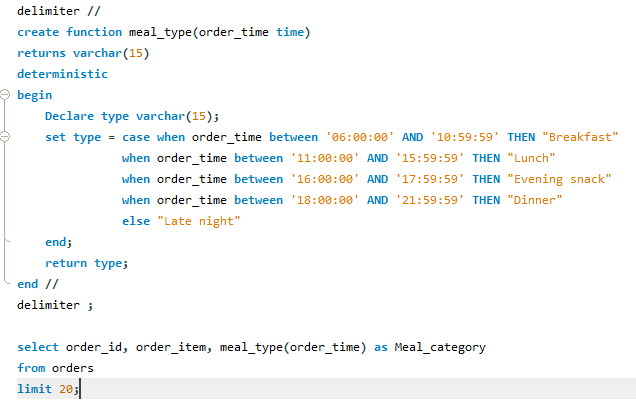 delimiter //
create function meal_type(order_time time)
returns varchar(15)
deterministic
begin
    Declare type varchar(15);
    set type = case when order_time between '06:00:00' AND '10:59:59' THEN "Breakfast"
               when order_time between '11:00:00' AND '15:59:59' THEN "Lunch"
               when order_time between '16:00:00' AND '17:59:59' THEN "Evening snack"
               when order_time between '18:00:00' AND '21:59:59' THEN "Dinner"
               else "Late night"
    end;
    return type;
end //
delimiter ;

select order_id, order_item, meal_type(order_time) as Meal_category
from orders
limit 20;